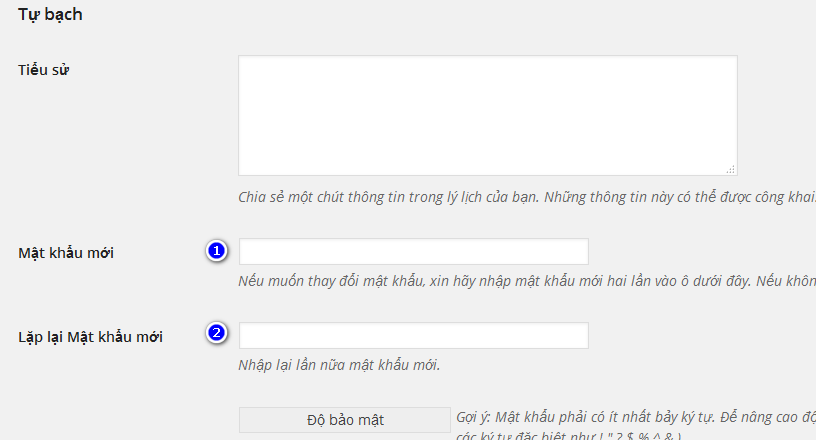 Tự bạch
Tiểu sử
Chia sẻ một chút thông tin trong lý lịch của bạn. Những thông tin này có thể được công khai.
Mật khẩu mới
1
Nếu muốn thay đổi mật khẩu, xin hãy nhập mật khẩu mới hai lần vào ô dưới đây. Nếu khôn
Lặp lại Mật khẩu mới
2
Nhập lại lần nữa mật khẩu mới.
Độ bảo mật
Gợi ý: Mật khẩu phải có ít nhất bảy ký tự. Để nâng cao độ
các ký tự đặc biệt như ! " ? $ % ^ & )